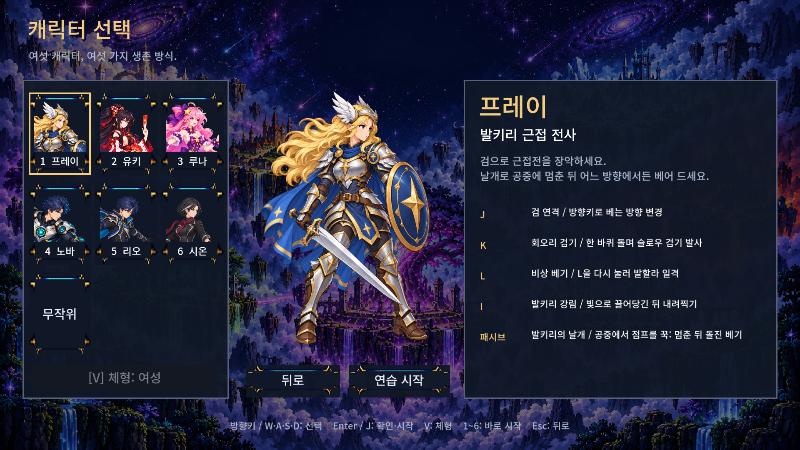 캐릭터 선택
여섯 캐릭터, 여섯 가지 생존 방식.
1 프레이
2 유키
3 루나
4 노바
5 리오
6 시온
무작위
[V] 체형: 여성
뒤로
연습 시작
프레이
발키리 근접 전사
검으로 근접전을 장악하세요.
날개로 공중에 멈춘 뒤 어느 방향에서든 베어 드세요.
J 검 연격 / 방향키로 베는 방향 변경
K 회오리 검기 / 한 바퀴 돌며 슬로우 검기 발사
L 비상 베기 / L을 다시 눌러 발할라 일격
I 발키리 강림 / 빛으로 끌어당긴 뒤 내려찍기
패시브 발키리의 날개 / 공중에서 점프를 꾹: 멈춘 뒤 돌진 베기
방향키 / W·A·S·D: 선택 Enter / J: 확인·시작 V: 체형 1~6: 바로 시작 Esc: 뒤로